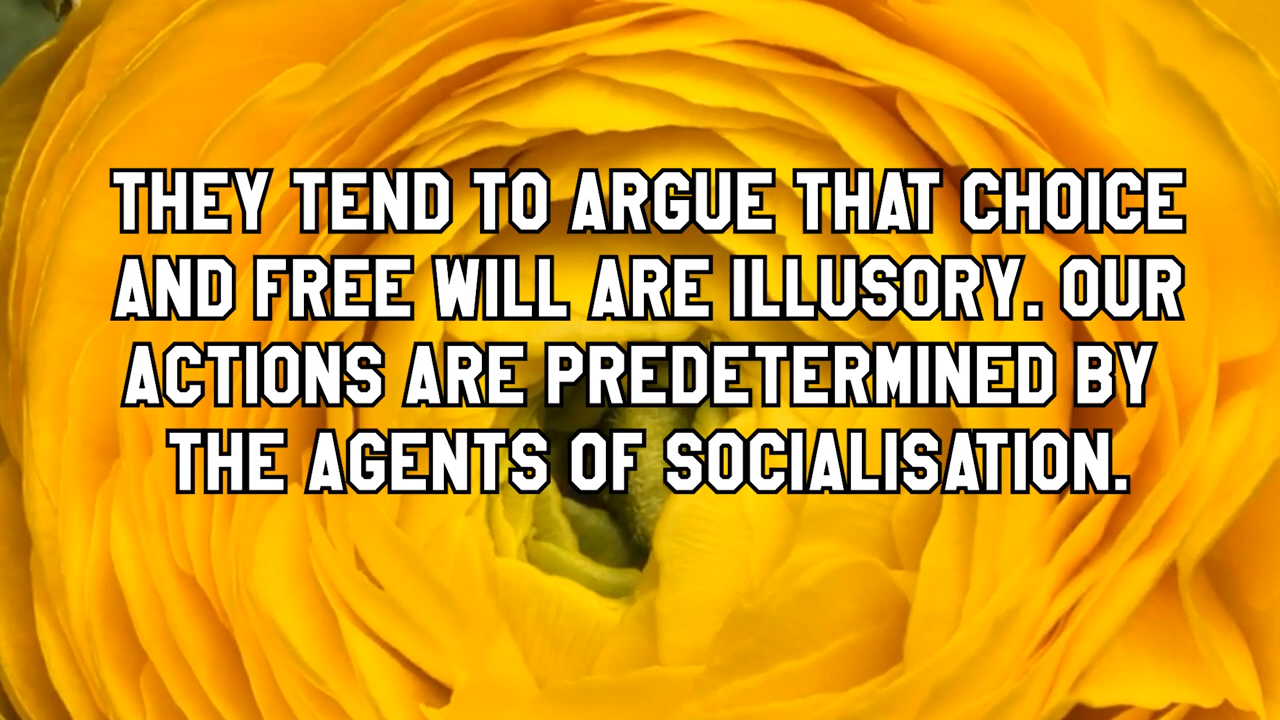 THEY TEND TO ARGUE THAT CHOICE
AND FREE WILL ARE ILLUSORY. OUR
ACTIONS ARE PREDETERMINED BY
THE AGENTS OF SOCIALISATION.